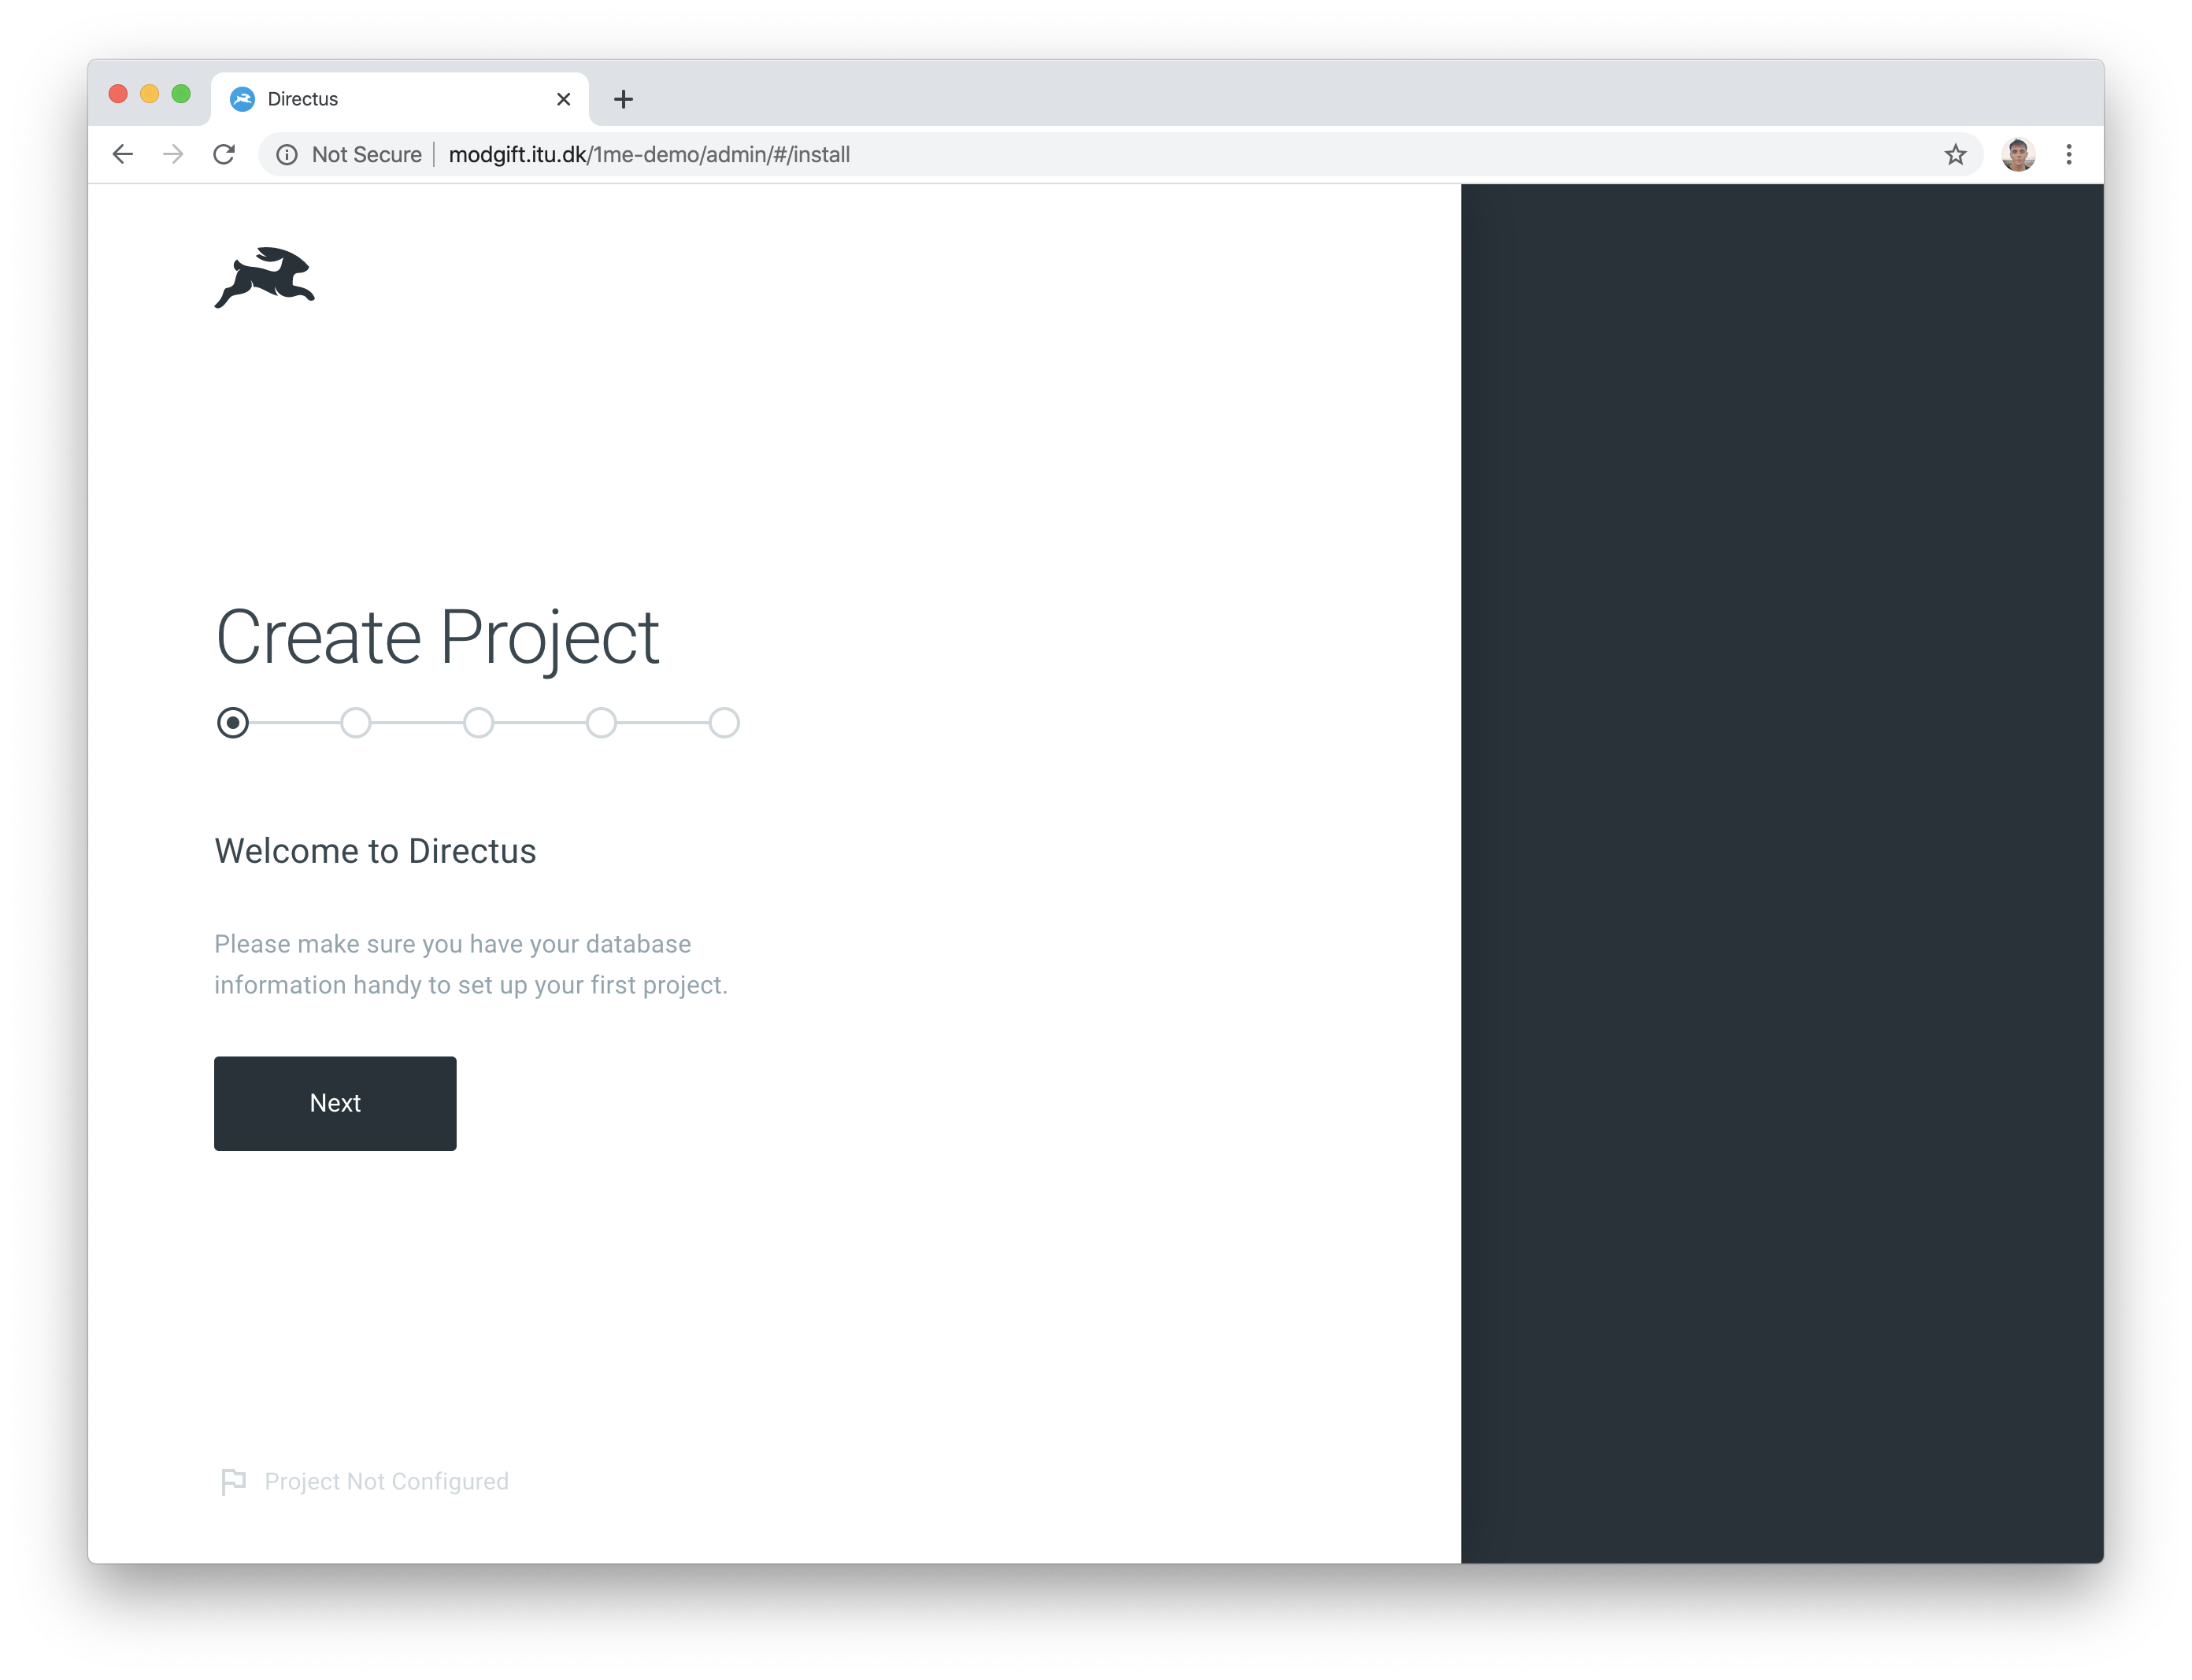 Directus
Not Secure modgift.itu.dk/1me-demo/admin/#/install
Create Project
Welcome to Directus
Please make sure you have your database
information handy to set up your first project.
Next
Project Not Configured